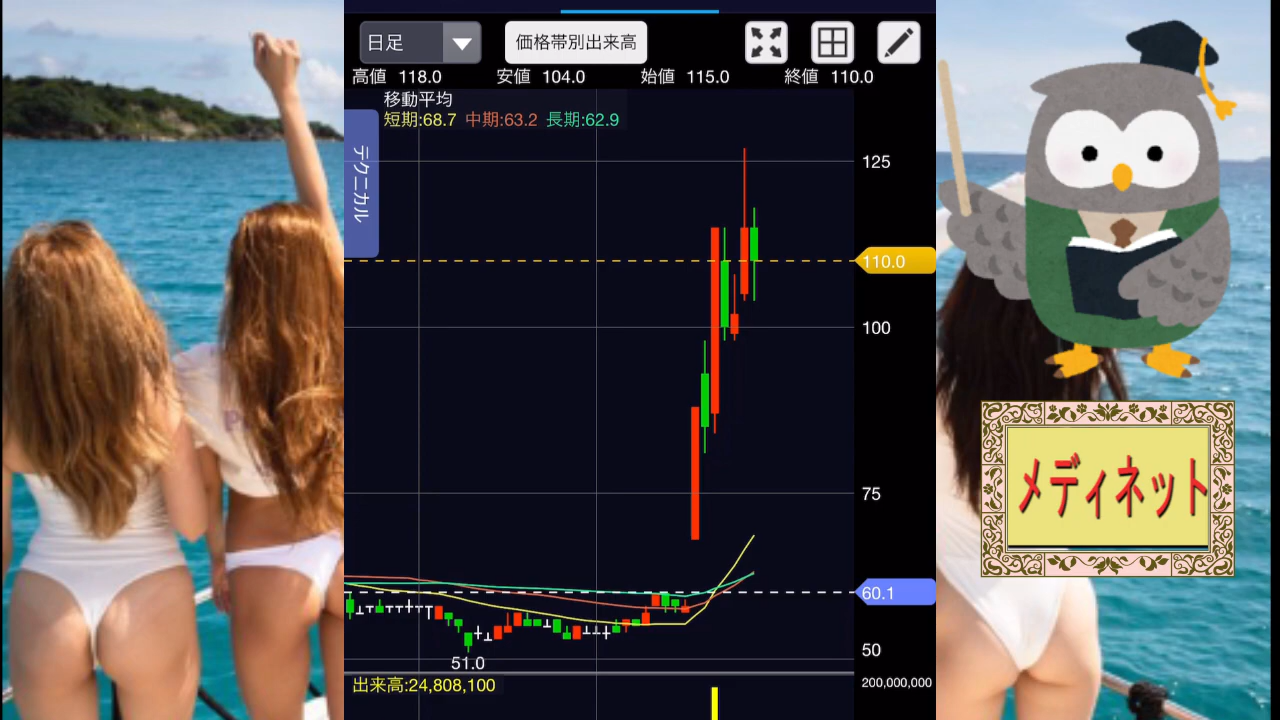 日足
価格帯別出来高
高値 118.0 安値 104.0 始値 115.0 終値 110.0
移動平均
短期:68.7 中期:63.2 長期:62.9
テクニカル
125
110.0
100
75
60.1
50
51.0
出来高:24,808,100
200,000,000
メディネット